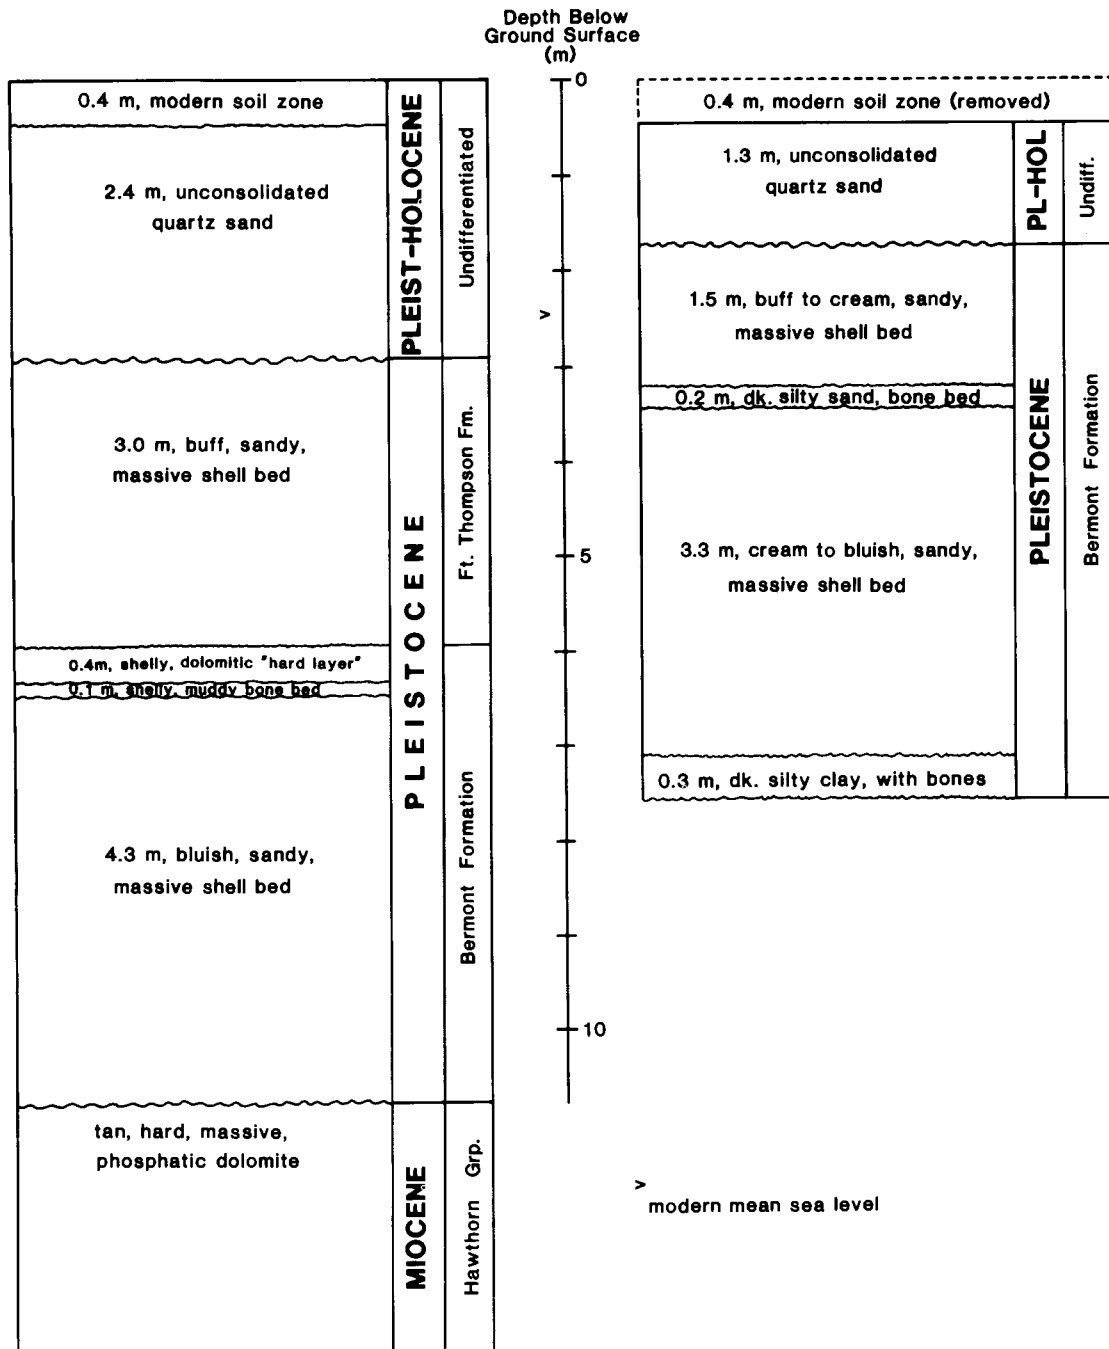 Depth Below
Ground Surface
(m)
0.4 m, modern soil zone
2.4 m, unconsolidated
quartz sand
PLEIST-HOLOCENE
Undifferentiated
3.0 m, buff, sandy,
massive shell bed
Ft. Thompson Fm.
PLEISTOCENE
0.4m, shelly, dolomitic "hard layer"
0.1 m, shelly, muddy bone bed
4.3 m, bluish, sandy,
massive shell bed
Bermont Formation
tan, hard, massive,
phosphatic dolomite
MIOCENE
Hawthorn Grp.
0
5
10
v
0.4 m, modern soil zone (removed)
1.3 m, unconsolidated
quartz sand
PL-HOL
Undiff.
1.5 m, buff to cream, sandy,
massive shell bed
0.2 m, dk. silty sand, bone bed
3.3 m, cream to bluish, sandy,
massive shell bed
PLEISTOCENE
Bermont Formation
0.3 m, dk. silty clay, with bones
v
modern mean sea level